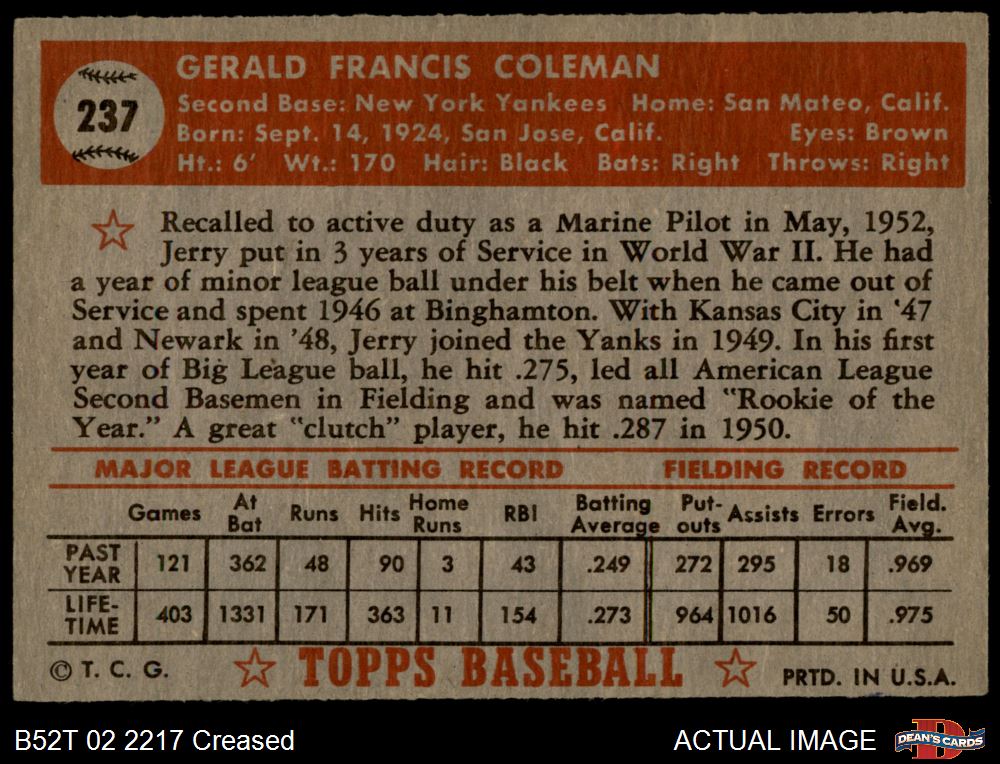 237
GERALD FRANCIS COLEMAN
Second Base: New York Yankees Home: San Mateo, Calif.
Born: Sept. 14, 1924, San Jose, Calif. Eyes: Brown
Ht.: 6' Wt.: 170 Hair: Black Bats: Right Throws: Right
Recalled to active duty as a Marine Pilot in May, 1952,
Jerry put in 3 years of Service in World War II. He had
a year of minor league ball under his belt when he came out of
Service and spent 1946 at Binghamton. With Kansas City in '47
and Newark in '48, Jerry joined the Yanks in 1949. In his first
year of Big League ball, he hit .275, led all American League
Second Basemen in Fielding and was named "Rookie of the
Year." A great "clutch" player, he hit .287 in 1950.
MAJOR LEAGUE BATTING RECORD FIELDING RECORD
Games At Bat Runs Hits Home Runs RBI Batting Average Put-outs Assists Errors Field. Avg.
PAST YEAR 121 362 48 90 3 43 .249 272 295 18 .969
LIFE-TIME 403 1331 171 363 11 154 .273 964 1016 50 .975
© T. C. G. TOPPS BASEBALL PRTD. IN U.S.A.
B52T 02 2217 Creased ACTUAL IMAGE DEAN'S CARDS